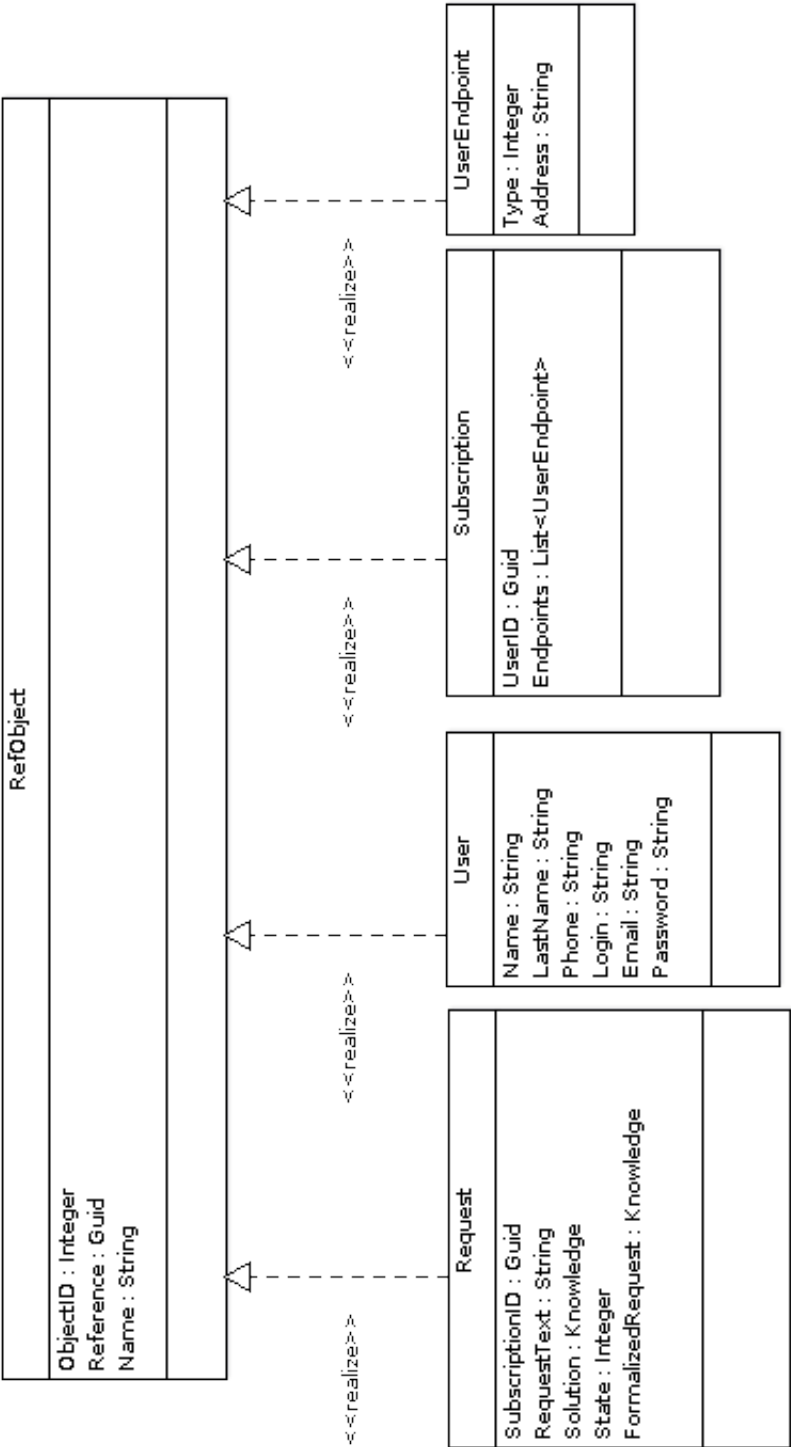 RefObject
ObjectID : Integer
Reference : Guid
Name : String
<<realize>>
<<realize>>
<<realize>>
<<realize>>
Request
SubscriptionID : Guid
RequestText : String
Solution : Knowledge
State : Integer
FormalizedRequest : Knowledge
User
Name : String
LastName : String
Phone : String
Login : String
Email : String
Password : String
Subscription
UserID : Guid
Endpoints : List<UserEndpoint>
UserEndpoint
Type : Integer
Address : String